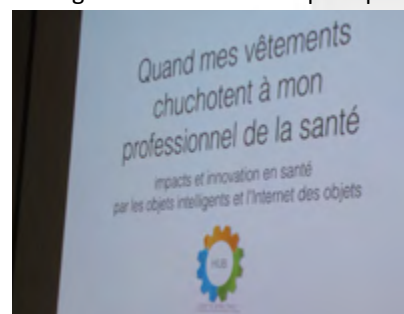 Quand mes vêtements
chuchotent à mon
professionnel de la santé
impacts et innovation en santé
par les objets intelligents et l'Internet des objets
HUB